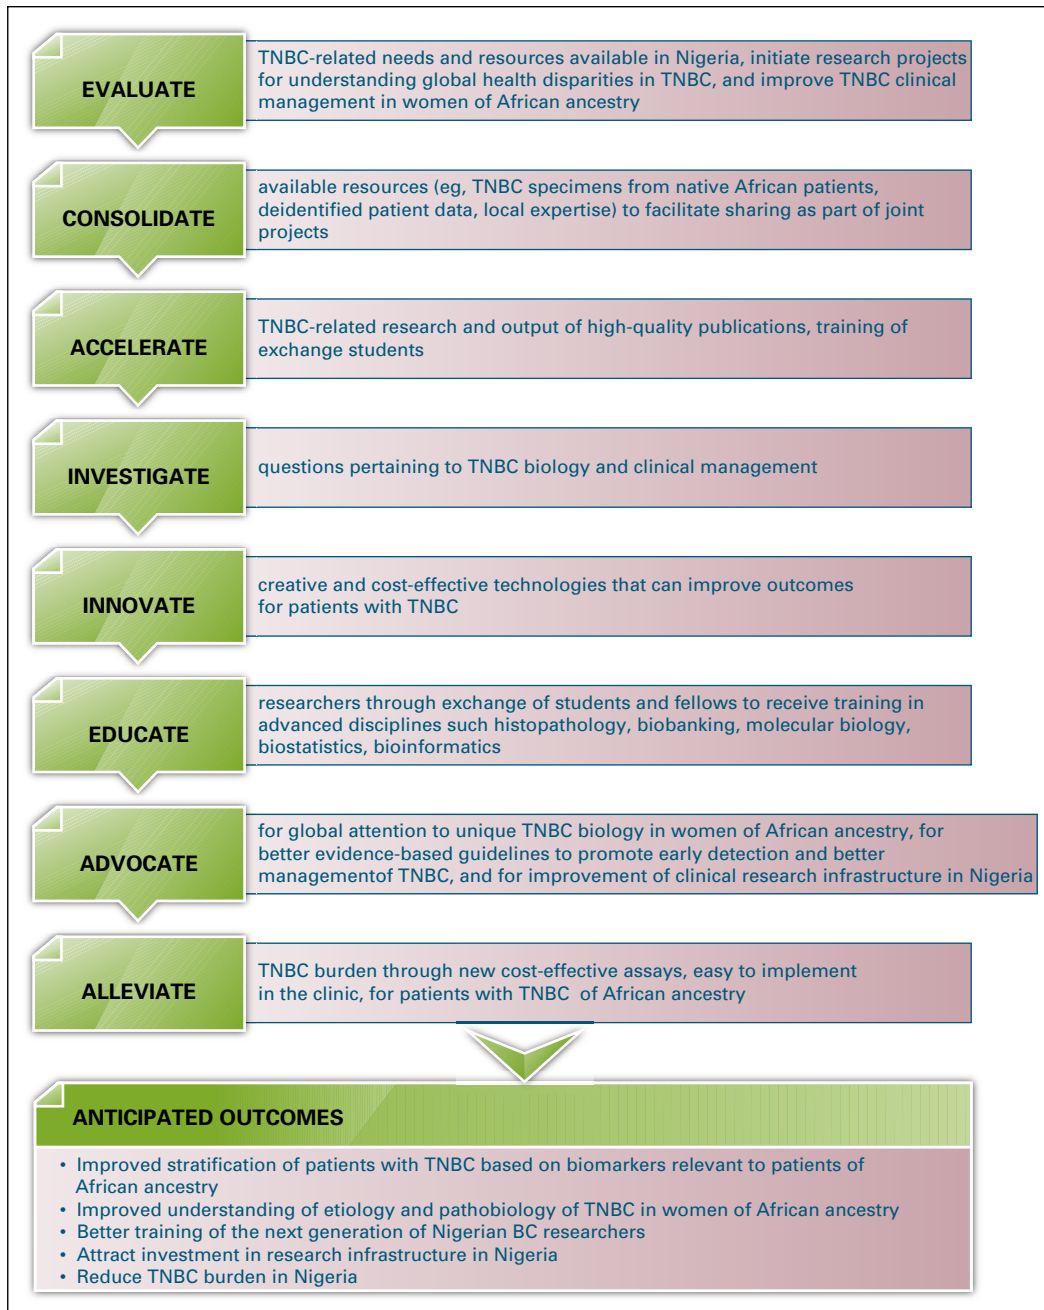 EVALUATE
TNBC-related needs and resources available in Nigeria, initiate research projects
for understanding global health disparities in TNBC, and improve TNBC clinical
management in women of African ancestry
CONSOLIDATE
available resources (eg, TNBC specimens from native African patients,
deidentified patient data, local expertise) to facilitate sharing as part of joint
projects
ACCELERATE
TNBC-related research and output of high-quality publications, training of
exchange students
INVESTIGATE
questions pertaining to TNBC biology and clinical management
INNOVATE
creative and cost-effective technologies that can improve outcomes
for patients with TNBC
EDUCATE
researchers through exchange of students and fellows to receive training in
advanced disciplines such histopathology, biobanking, molecular biology,
biostatistics, bioinformatics
ADVOCATE
for global attention to unique TNBC biology in women of African ancestry, for
better evidence-based guidelines to promote early detection and better
managementof TNBC, and for improvement of clinical research infrastructure in Nigeria
ALLEVIATE
TNBC burden through new cost-effective assays, easy to implement
in the clinic, for patients with TNBC of African ancestry
ANTICIPATED OUTCOMES
• Improved stratification of patients with TNBC based on biomarkers relevant to patients of
African ancestry
• Improved understanding of etiology and pathobiology of TNBC in women of African ancestry
• Better training of the next generation of Nigerian BC researchers
• Attract investment in research infrastructure in Nigeria
• Reduce TNBC burden in Nigeria